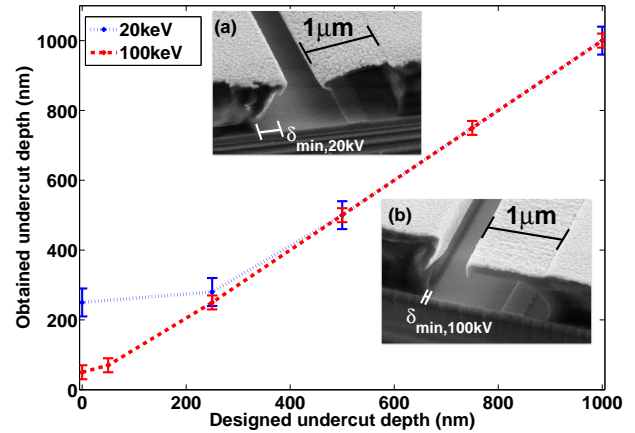 20keV
100keV
(a)
1μm
δmin,20kV
(b)
1μm
δmin,100kV
Obtained undercut depth (nm)
1000
800
600
400
200
0
0 200 400 600 800 1000
Designed undercut depth (nm)